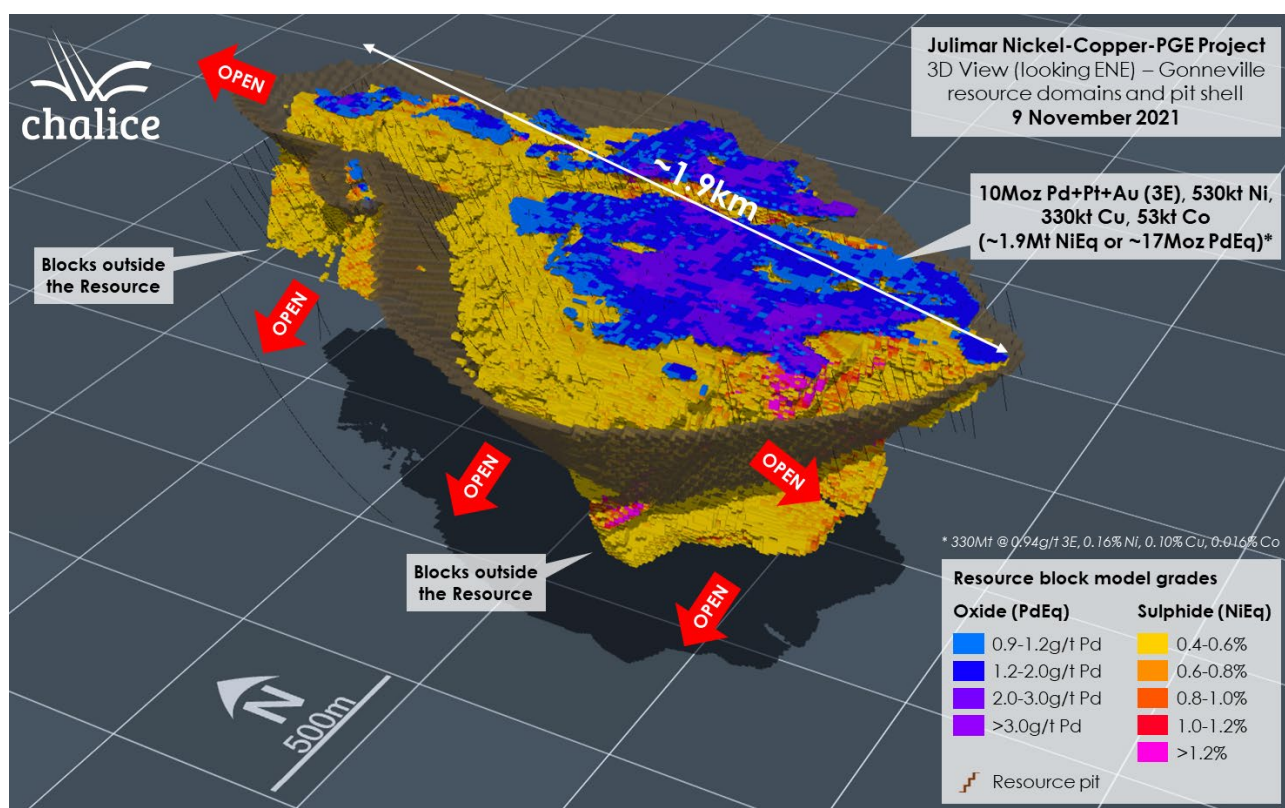 chalice
OPEN
Julimar Nickel-Copper-PGE Project
3D View (looking ENE) – Gonneville
resource domains and pit shell
9 November 2021
~1.9km
10Moz Pd+Pt+Au (3E), 530kt Ni,
330kt Cu, 53kt Co
(~1.9Mt NiEq or ~17Moz PdEq)*
Blocks outside
the Resource
OPEN
OPEN
OPEN
Blocks outside
the Resource
OPEN
N
500m
* 330Mt @ 0.94g/t 3E, 0.16% Ni, 0.10% Cu, 0.016% Co
Resource block model grades
Oxide (PdEq)
0.9-1.2g/t Pd
1.2-2.0g/t Pd
2.0-3.0g/t Pd
>3.0g/t Pd
Sulphide (NiEq)
0.4-0.6%
0.6-0.8%
0.8-1.0%
1.0-1.2%
>1.2%
Resource pit